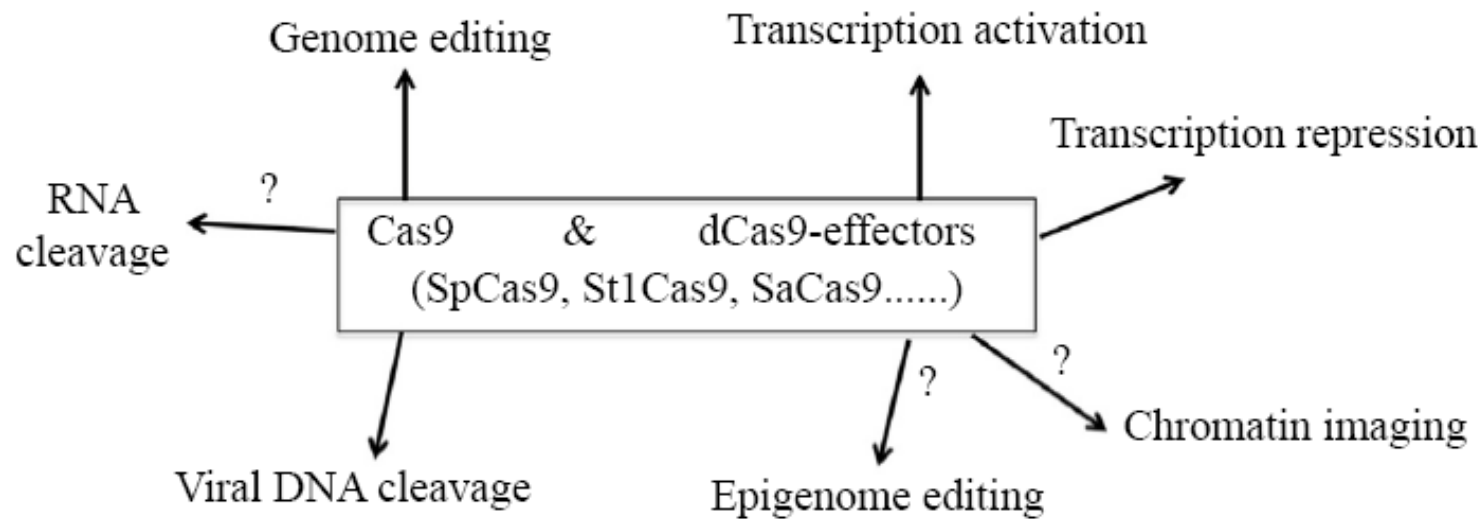 Genome editing
Transcription activation
Transcription repression
?
RNA
cleavage
Cas9 & dCas9-effectors
(SpCas9, St1Cas9, SaCas9......)
?
?
Chromatin imaging
Viral DNA cleavage
Epigenome editing